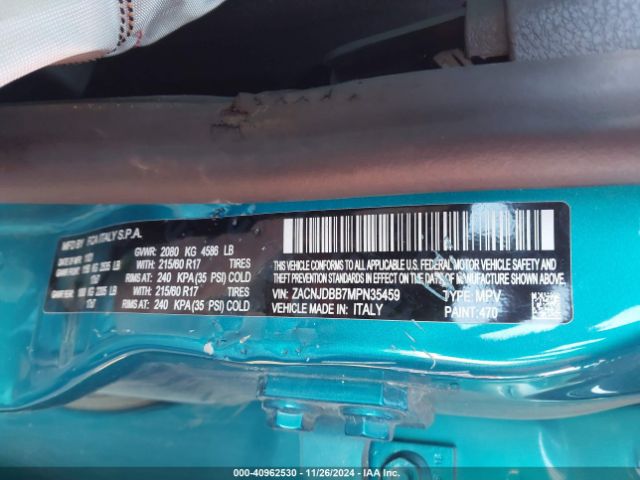 MFD BY FCA ITALY S.P.A.
GVWR: 2080 KG 4586 LB
WITH: 215/60 R17 TIRES
RIMS AT: 240 KPA (35 PSI) COLD
WITH: 215/60 R17 TIRES
RIMS AT: 240 KPA (35 PSI) COLD
THIS VEHICLE CONFORMS TO ALL APPLICABLE U.S. FEDERAL MOTOR
VEHICLE SAFETY, BUMPER, AND
THEFT PREVENTION STANDARDS IN EFFECT ON THE DATE OF
MANUFACTURE SHOWN ABOVE.
VIN: ZACNJDBB7MPN35459 TYPE: MPV
VEHICLE MADE IN: ITALY PAINT: 470
000-40962530 - 11/26/2024 - IAA, Inc.